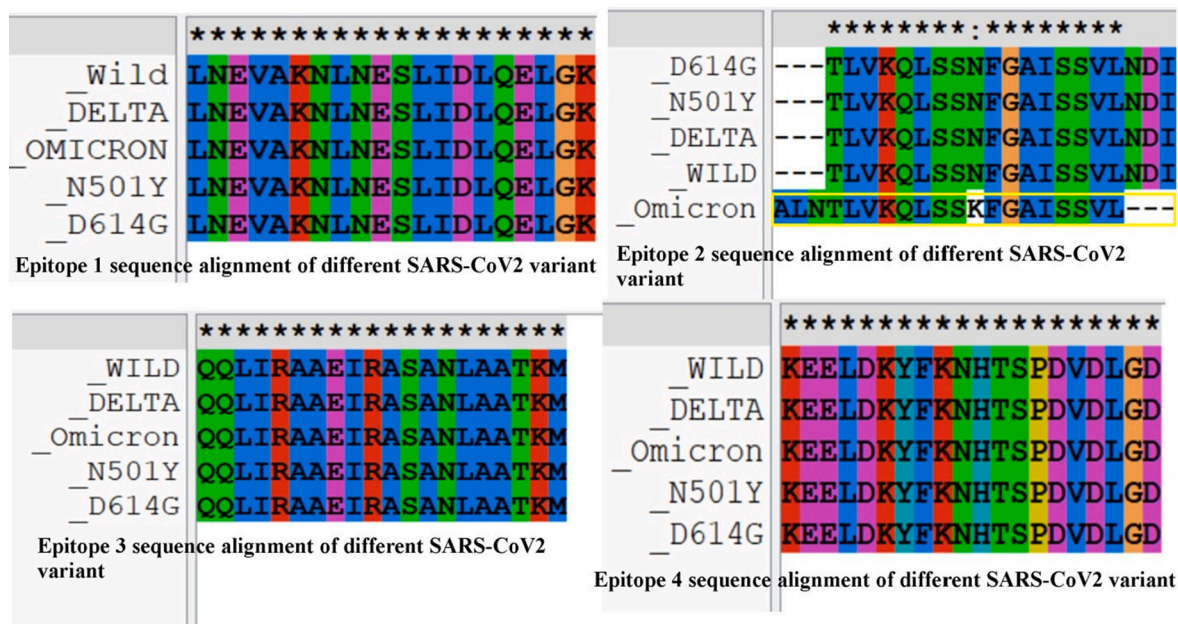 ********************
_Wild LNEVAKNLNESLIDLQELGK
_DELTA LNEVAKNLNESLIDLQELGK
_OMICRON LNEVAKNLNESLIDLQELGK
_N501Y LNEVAKNLNESLIDLQELGK
_D614G LNEVAKNLNESLIDLQELGK
Epitope 1 sequence alignment of different SARS-CoV2 variant
********:********
_D614G ---TLVKQLSSNFGAISSVLNDI
_N501Y ---TLVKQLSSNFGAISSVLNDI
_DELTA ---TLVKQLSSNFGAISSVLNDI
_WILD ---TLVKQLSSNFGAISSVLNDI
_Omicron ALNTLVKQLSSKFGAISSVL---
Epitope 2 sequence alignment of different SARS-CoV2
variant
********************
_WILD QQLIRAAEIRASANLAATKM
_DELTA QQLIRAAEIRASANLAATKM
_Omicron QQLIRAAEIRASANLAATKM
_N501Y QQLIRAAEIRASANLAATKM
_D614G QQLIRAAEIRASANLAATKM
Epitope 3 sequence alignment of different SARS-CoV2
variant
********************
_WILD KEELDKYFKNHTSPDVDLGD
_DELTA KEELDKYFKNHTSPDVDLGD
_Omicron KEELDKYFKNHTSPDVDLGD
_N501Y KEELDKYFKNHTSPDVDLGD
_D614G KEELDKYFKNHTSPDVDLGD
Epitope 4 sequence alignment of different SARS-CoV2 variant